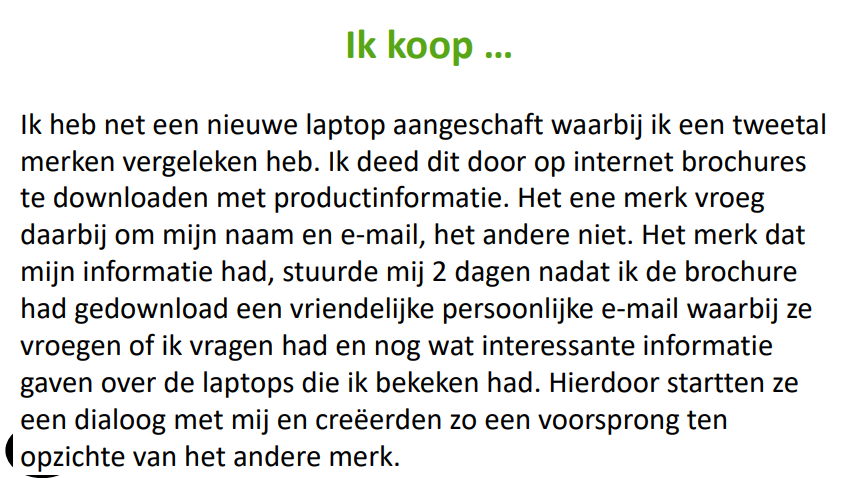 Ik koop ...
Ik heb net een nieuwe laptop aangeschaft waarbij ik een tweetal
merken vergeleken heb. Ik deed dit door op internet brochures
te downloaden met productinformatie. Het ene merk vroeg
daarbij om mijn naam en e-mail, het andere niet. Het merk dat
mijn informatie had, stuurde mij 2 dagen nadat ik de brochure
had gedownload een vriendelijke persoonlijke e-mail waarbij ze
vroegen of ik vragen had en nog wat interessante informatie
gaven over de laptops die ik bekeken had. Hierdoor startten ze
een dialoog met mij en creëerden zo een voorsprong ten
opzichte van het andere merk.